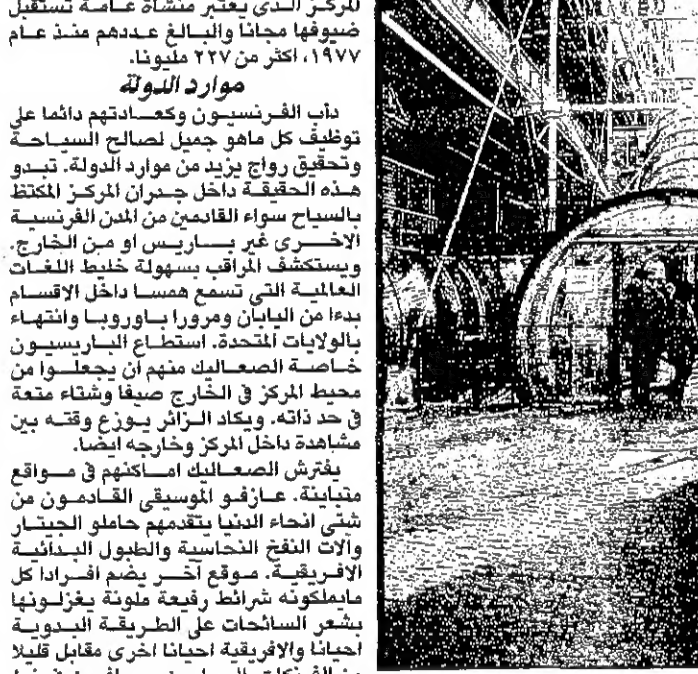 المركز الذي يعتبر منشأة عامة تستقبل
ضيوفها مجانا والبالغ عددهم منذ عام
١٩٧٧، اكثر من ٢٢٧ مليونا.
موارد الدولة
دأب الفرنسيون وكعادتهم دائما على
توظيف كل ماهو جميل لصالح السياحة
وتحقيق رواج يزيد من موارد الدولة. تبدو
هذه الحقيقة داخل جدران المركز المكتظ
بالسياح سواء القادمين من المدن الفرنسية
الاخرى غير باريس او من الخارج.
ويستكشف المراقب بسهولة خليط اللغات
العالمية التي تسمع همسا داخل الاقسام
بدءا من اليابان ومرورا باوروبا وانتهاء
بالولايات المتحدة. استطاع الباريسيون
خاصة الصعاليك منهم أن يجعلوا من
محيط المركز في الخارج صيفا وشتاء متعة
في حد ذاته. ويكاد الزائر يوزع وقته بين
مشاهدة داخل المركز وخارجه ايضا.
يفترش الصعاليك اماكنهم في مواقع
متباينة. عازفو الموسيقى القادمون من
شتى انحاء الدنيا يتقدمهم حاملو الجيتار
وآلات النفخ النحاسية والطبول البدائية
الافريقية. موقع آخر يضم افرادا كل
مايملكونه شرائط رفيعة ملونة يغزلونها
بشعر السائحات على الطريقة البدوية
احيانا والافريقية احيانا اخرى مقابل قليلا